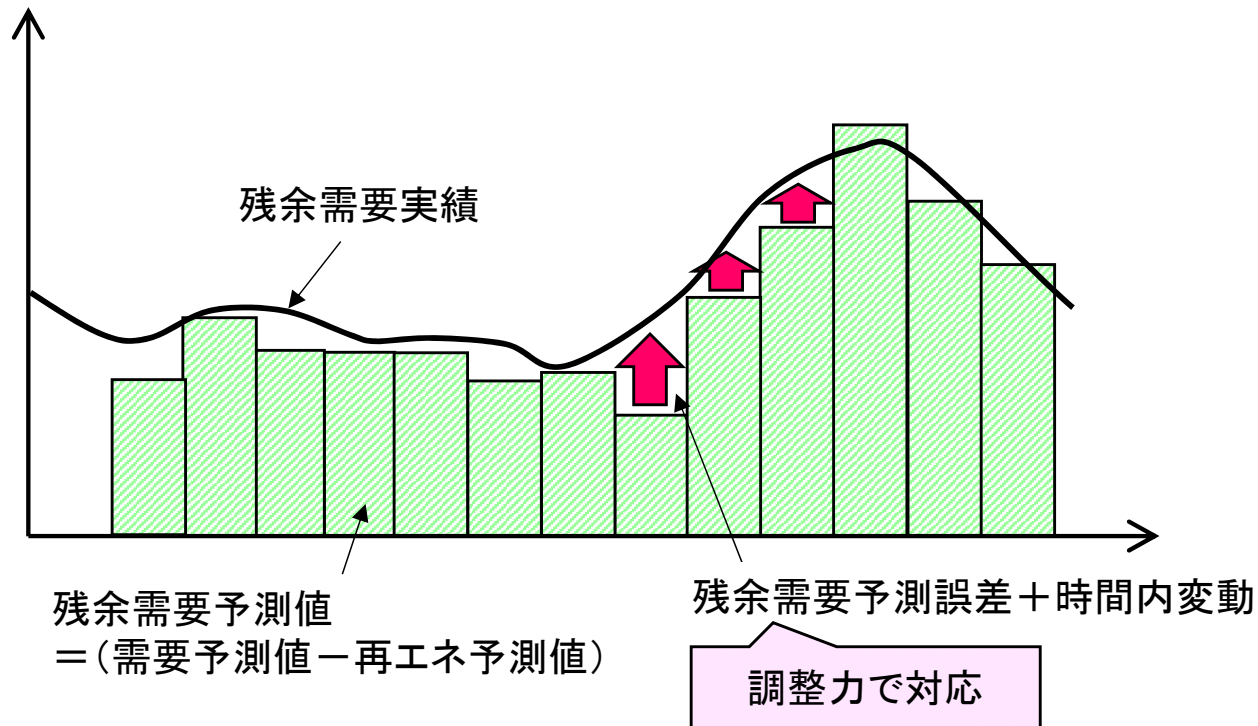 残余需要実績
残余需要予測値
＝（需要予測値－再エネ予測値）
残余需要予測誤差＋時間内変動
調整力で対応